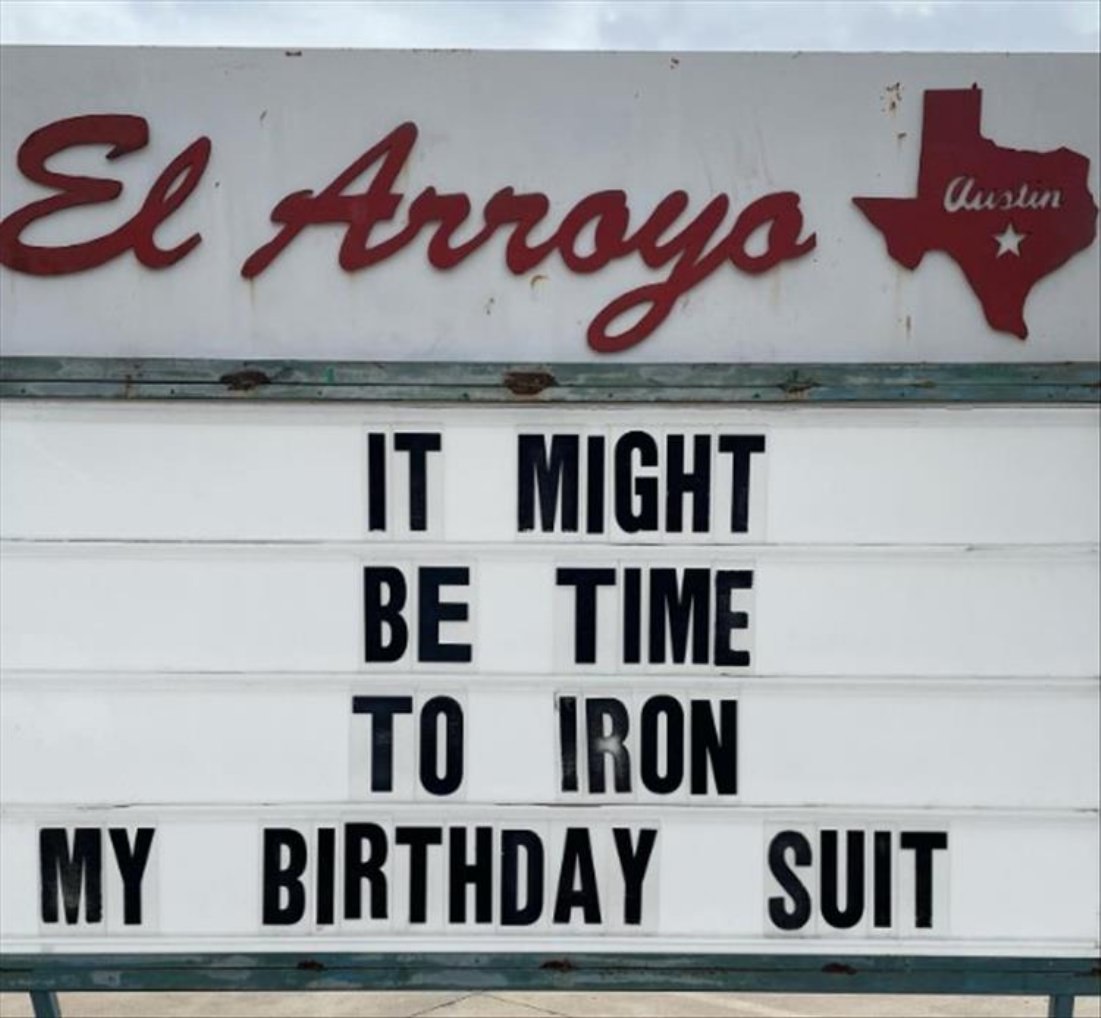 El Arroyo
Austin
IT MIGHT
BE TIME
TO IRON
MY BIRTHDAY SUIT